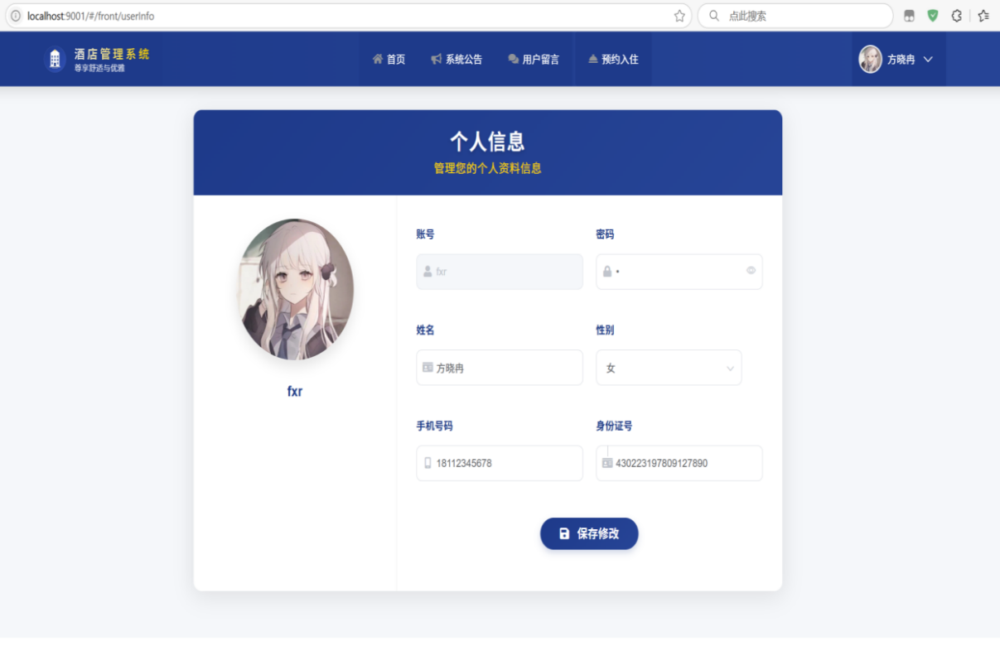 localhost:9001/#/front/userInfo
点此搜索
酒店管理系统
尊享舒适与优雅
首页
系统公告
用户留言
预约入住
方晓冉
个人信息
管理您的个人资料信息
fxr
账号
密码
fxr
•
姓名
性别
方晓冉
女
手机号码
身份证号
18112345678
430223197809127890
保存修改